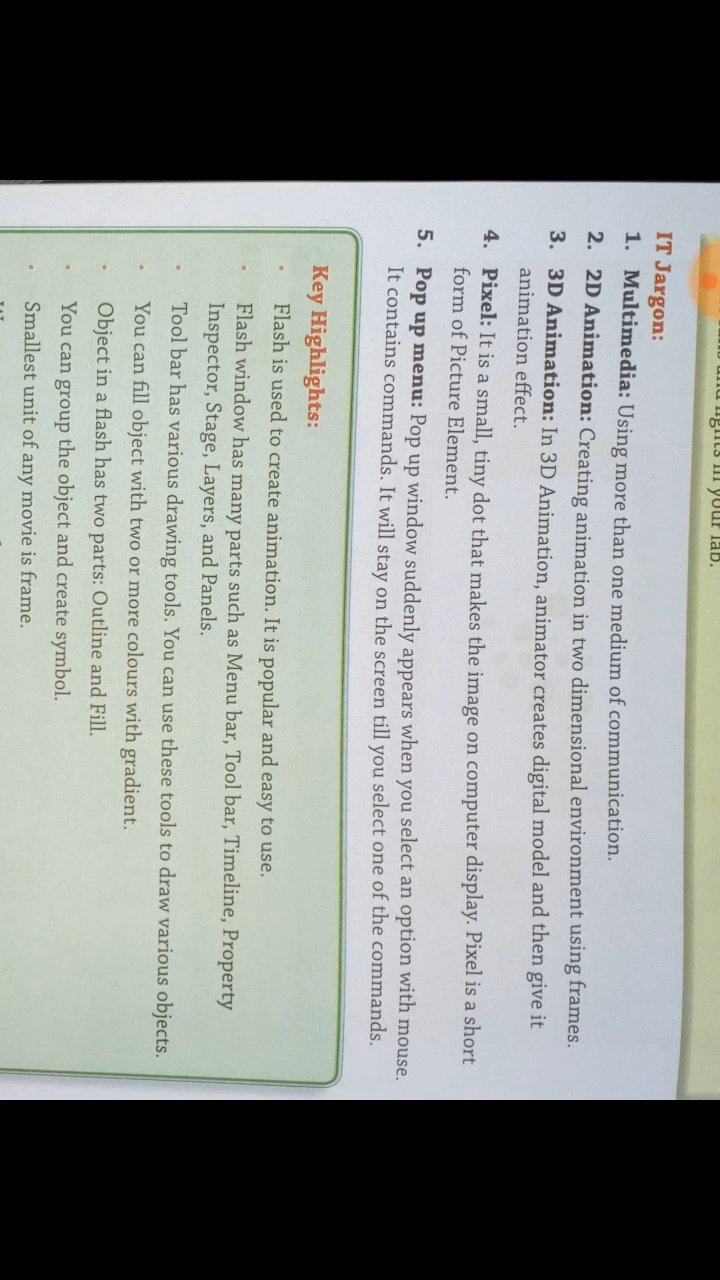 lights in your lab.
IT Jargon:
1. Multimedia: Using more than one medium of communication.
2. 2D Animation: Creating animation in two dimensional environment using frames.
3. 3D Animation: In 3D Animation, animator creates digital model and then give it
animation effect.
4. Pixel: It is a small, tiny dot that makes the image on computer display. Pixel is a short
form of Picture Element.
5. Pop up menu: Pop up window suddenly appears when you select an option with mouse.
It contains commands. It will stay on the screen till you select one of the commands.
Key Highlights:
• Flash is used to create animation. It is popular and easy to use.
• Flash window has many parts such as Menu bar, Tool bar, Timeline, Property
Inspector, Stage, Layers, and Panels.
• Tool bar has various drawing tools. You can use these tools to draw various objects.
• You can fill object with two or more colours with gradient.
• Object in a flash has two parts: Outline and Fill.
• You can group the object and create symbol.
• Smallest unit of any movie is frame.